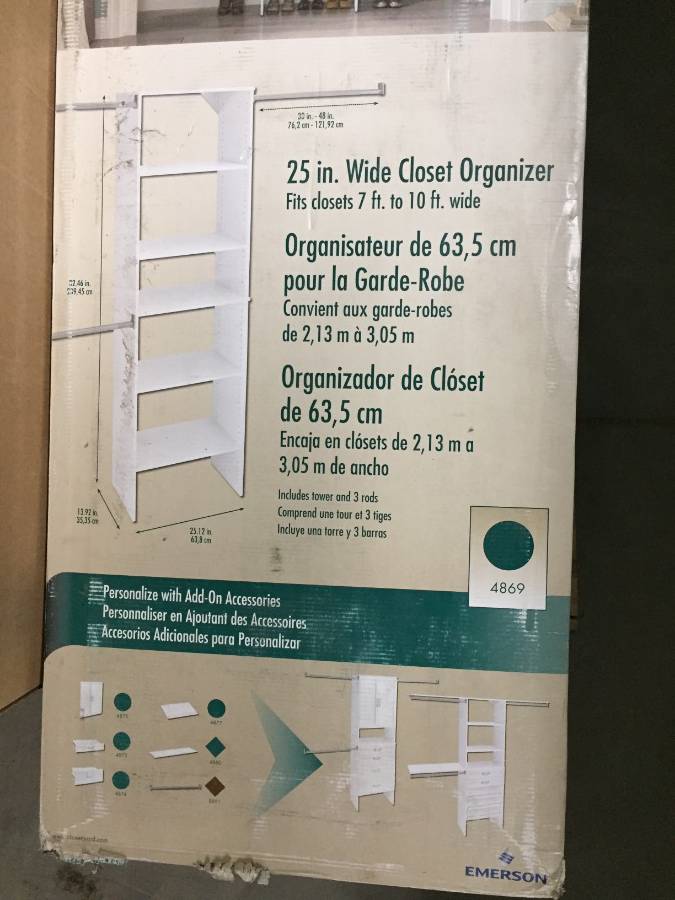 30 in. - 48 in.
76,2 cm - 121,92 cm
25 in. Wide Closet Organizer
Fits closets 7 ft. to 10 ft. wide
Organisateur de 63,5 cm
pour la Garde-Robe
Convient aux garde-robes
de 2,13 m à 3,05 m
Organizador de Clóset
de 63,5 cm
Encaja en clósets de 2,13 m a
3,05 m de ancho
Includes tower and 3 rods
Comprend une tour et 3 tiges
Incluye una torre y 3 barras
13.92 in.
35,35 cm
25.12 in.
63,8 cm
4869
Personalize with Add-On Accessories
Personnaliser en Ajoutant des Accessoires
Accesorios Adicionales para Personalizar
EMERSON